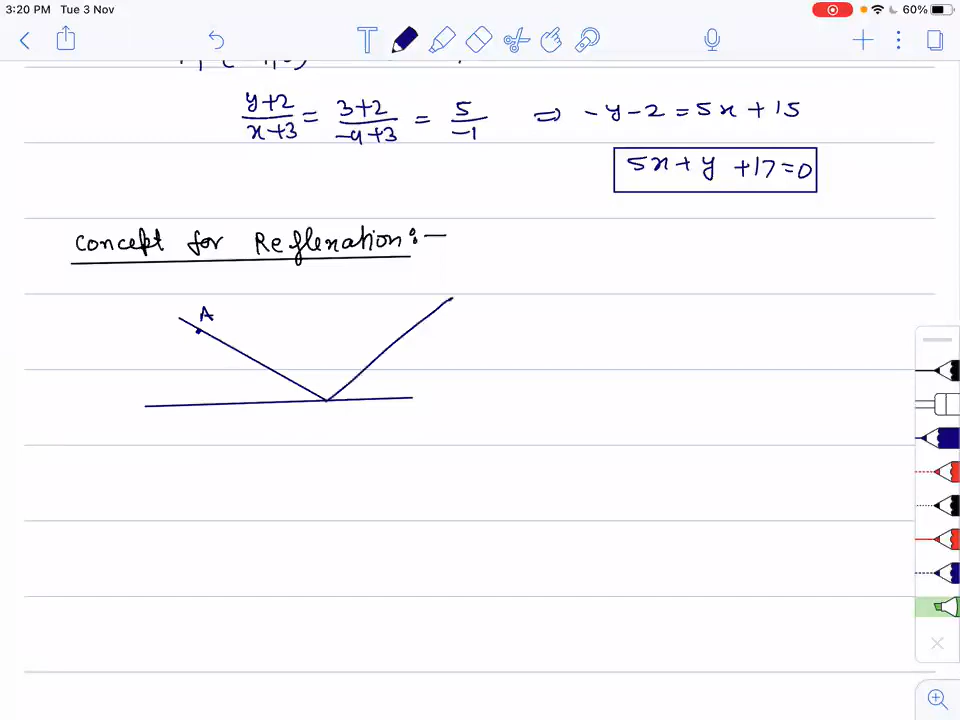 3:20 PM Tue 3 Nov
60%
T
y+2/x+3 = 3+2/-4+3 = 5/-1 ⇒ -y-2=5x+15
5x+y+17=0
Concept for Reflexation:-
A